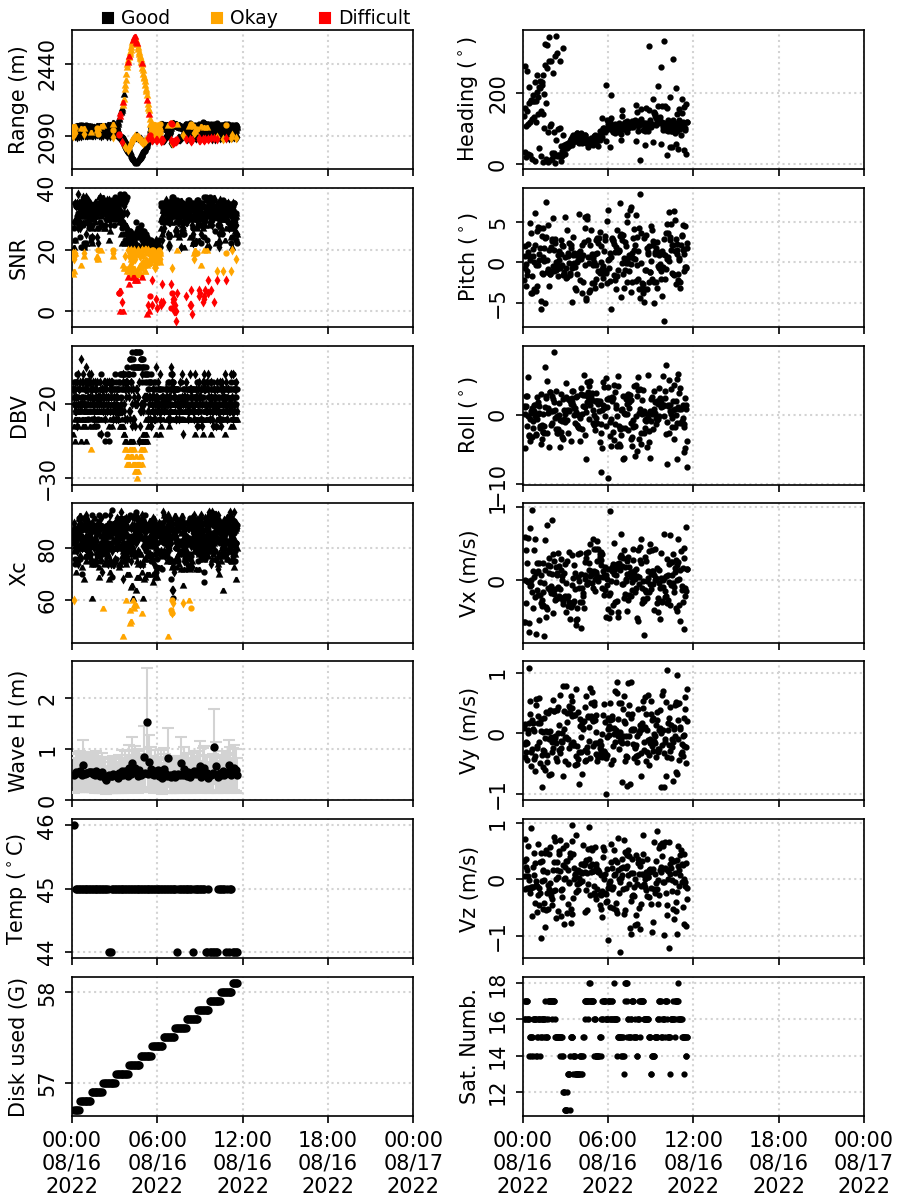 Good Okay Difficult
Range (m)
2440
2090
Heading (°)
200
0
SNR
40
20
0
Pitch (°)
5
0
−5
DBV
−20
−30
Roll (°)
0
−10
Xc
80
60
Vx (m/s)
1
0
Wave H (m)
2
1
0
Vy (m/s)
1
0
−1
Temp (°C)
46
45
44
Vz (m/s)
1
0
−1
Disk used (G)
58
57
Sat. Numb.
18
16
14
12
00:00 06:00 12:00 18:00 00:00
08/16 08/16 08/16 08/16 08/17
2022 2022 2022 2022 2022
00:00 06:00 12:00 18:00 00:00
08/16 08/16 08/16 08/16 08/17
2022 2022 2022 2022 2022